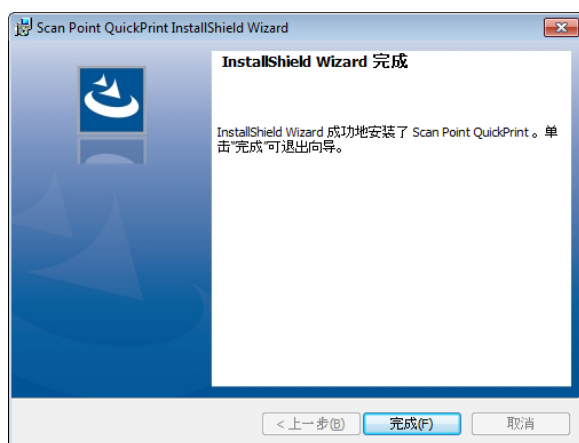 Scan Point QuickPrint InstallShield Wizard
InstallShield Wizard 完成
InstallShield Wizard 成功地安装了 Scan Point QuickPrint 。单
击“完成”可退出向导。
<上一步(B)
完成(F)
取消